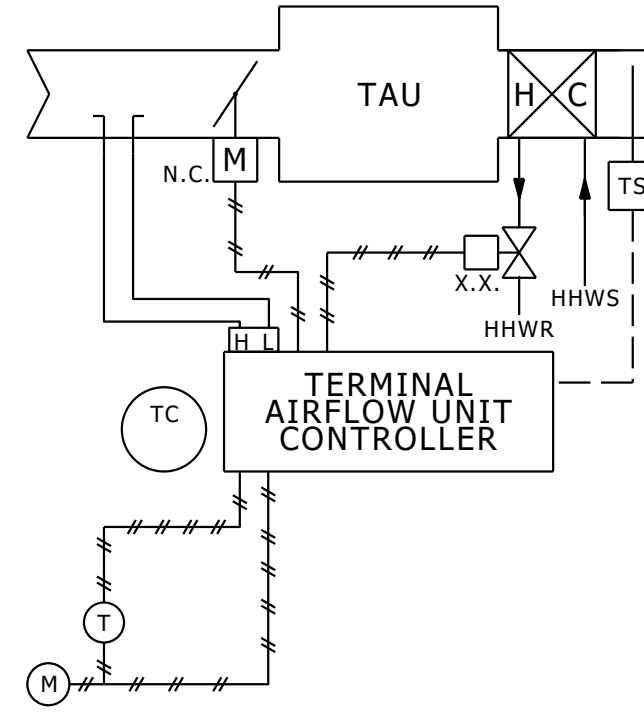 TAU
H C
M
N.C.
TS
X.X.
HHWS
HHWR
H L
TERMINAL
AIRFLOW UNIT
CONTROLLER
TC
T
M